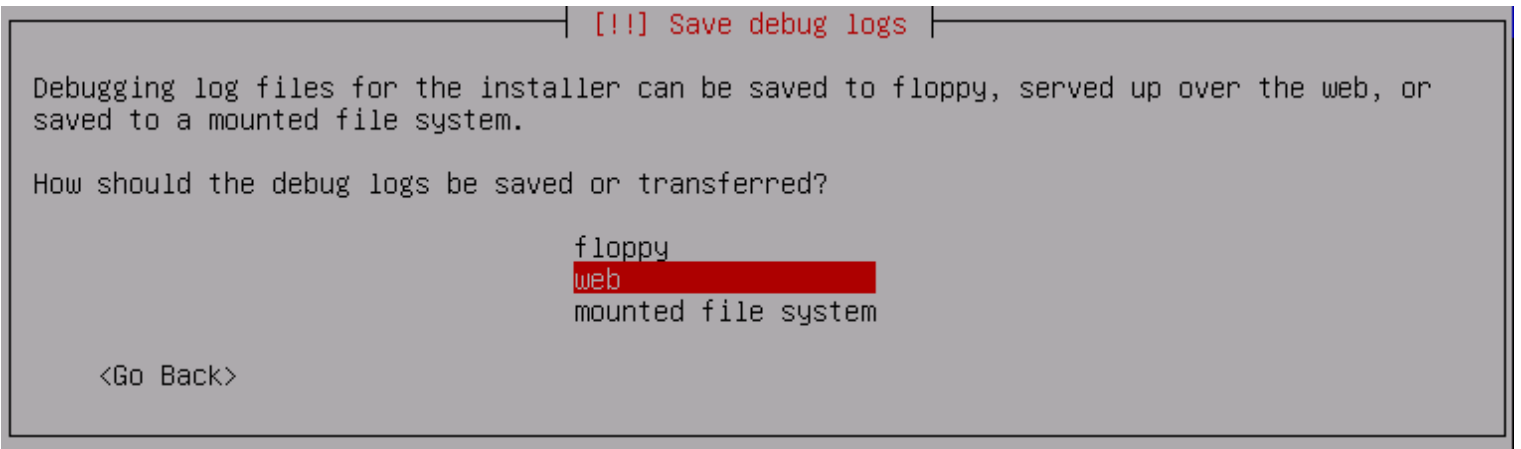 [!!] Save debug logs
Debugging log files for the installer can be saved to floppy, served up over the web, or
saved to a mounted file system.
How should the debug logs be saved or transferred?
floppy
web
mounted file system
<Go Back>